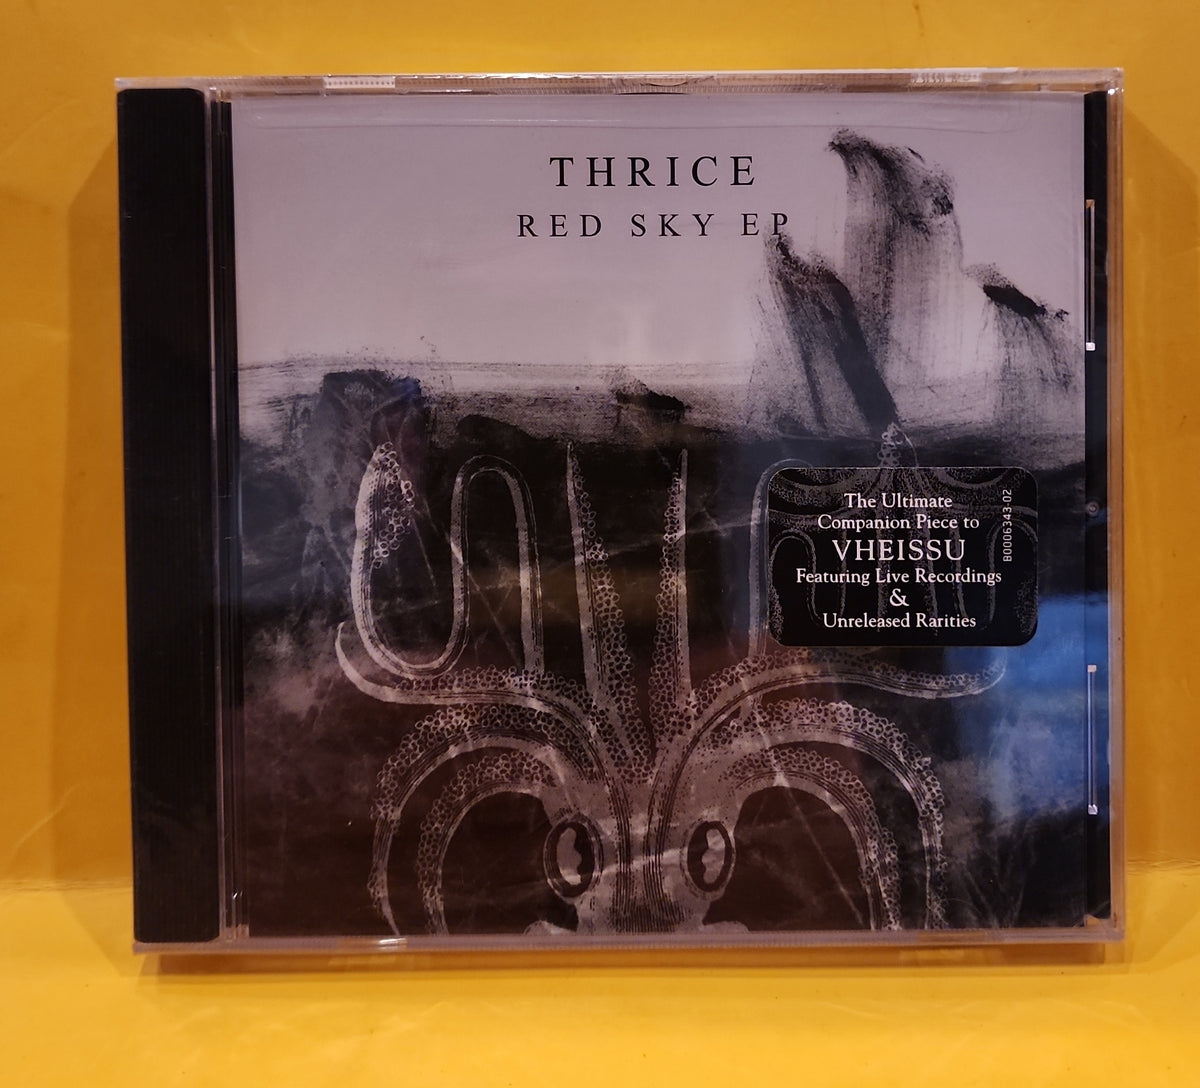 THRICE
RED SKY EP
The Ultimate
Companion Piece to
VHEISSU
Featuring Live Recordings
&
Unreleased Rarities
B0006343-02